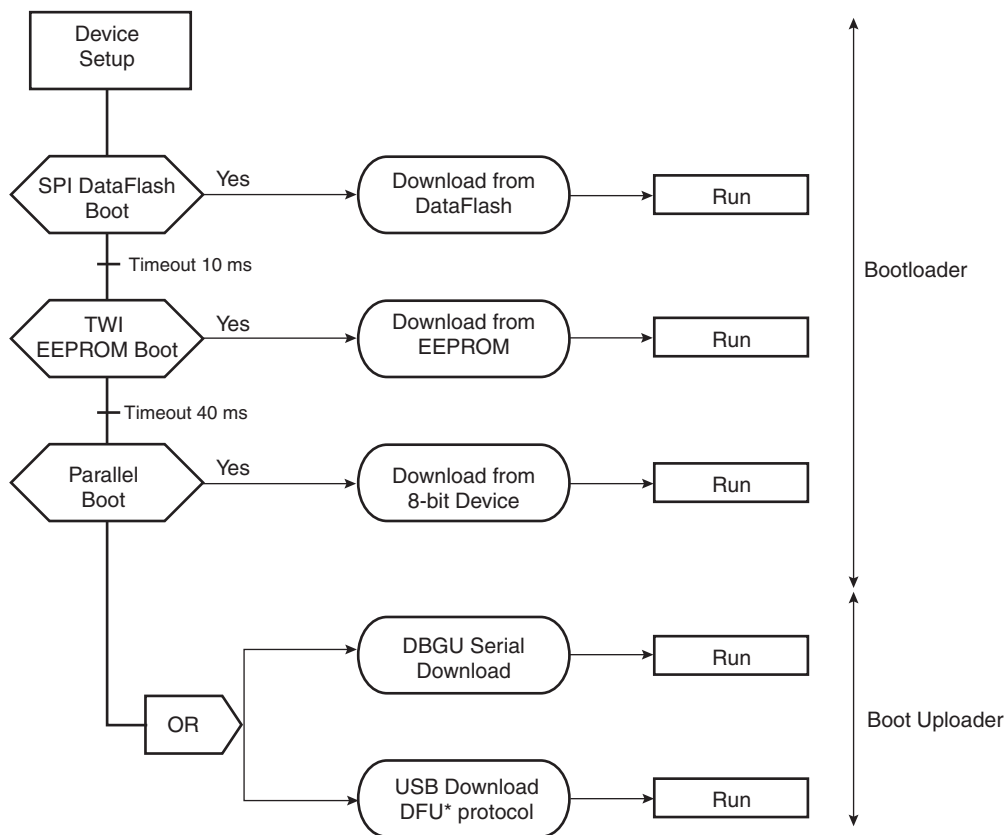 Device
Setup
SPI DataFlash
Boot
Yes
Download from
DataFlash
Run
Timeout 10 ms
Bootloader
TWI
EEPROM Boot
Yes
Download from
EEPROM
Run
Timeout 40 ms
Parallel
Boot
Yes
Download from
8-bit Device
Run
DBGU Serial
Download
Run
OR
Boot Uploader
USB Download
DFU* protocol
Run